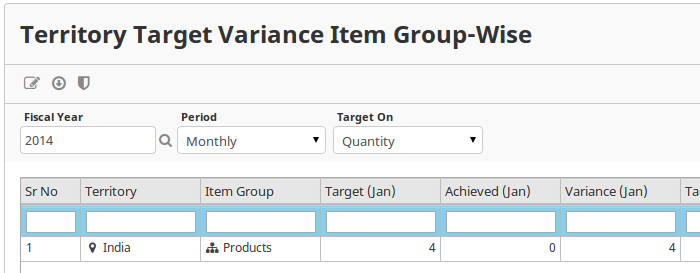 Territory Target Variance Item Group-Wise
Fiscal Year Period Target On
2014 Monthly Quantity
Sr No Territory Item Group Target (Jan) Achieved (Jan) Variance (Jan) Ta
1 India Products 4 0 4